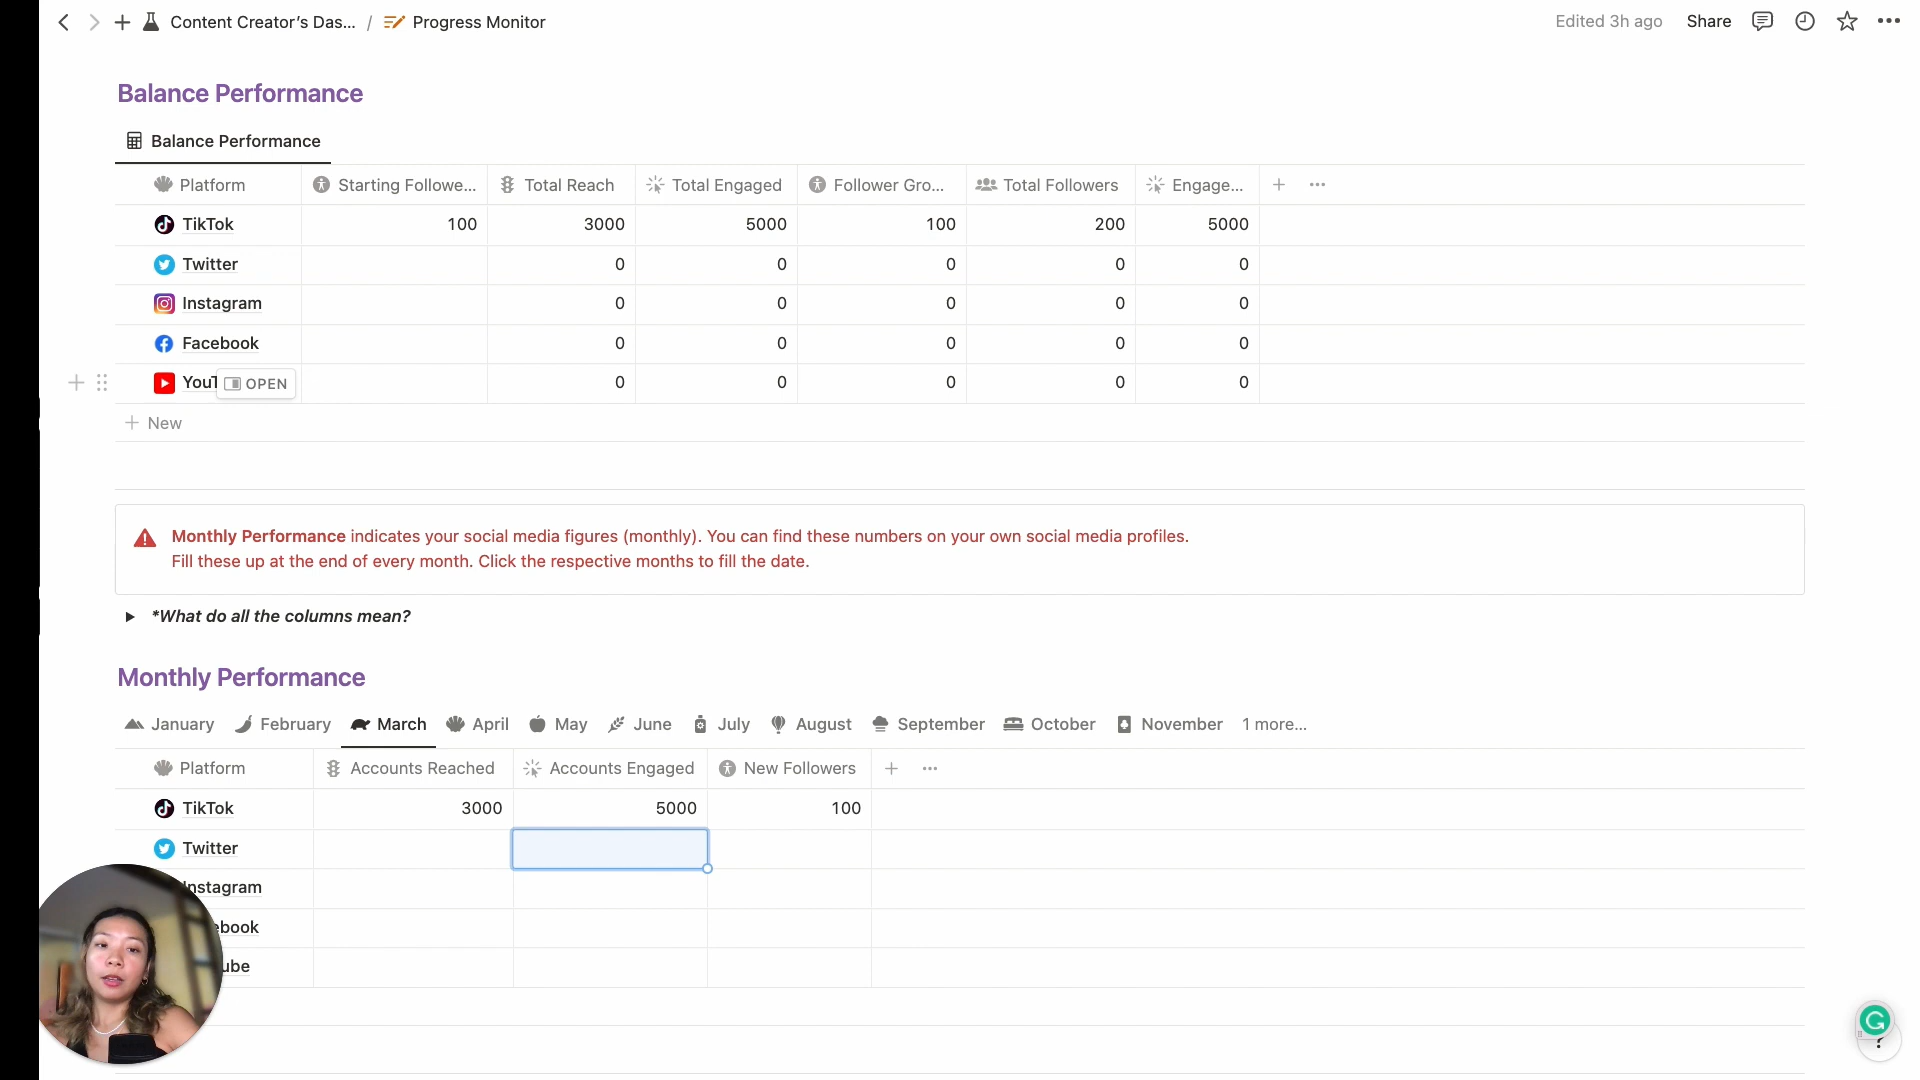 Content Creator's Das... / Progress Monitor
Edited 3h ago Share
Balance Performance
Balance Performance
Platform Starting Followe... Total Reach Total Engaged Follower Gro... Total Followers Engage...
TikTok 100 3000 5000 100 200 5000
Twitter 0 0 0 0 0
Instagram 0 0 0 0 0
Facebook 0 0 0 0 0
YouT OPEN 0 0 0 0 0
New
Monthly Performance indicates your social media figures (monthly). You can find these numbers on your own social media profiles.
Fill these up at the end of every month. Click the respective months to fill the date.
*What do all the columns mean?
Monthly Performance
January February March April May June July August September October November 1 more...
Platform Accounts Reached Accounts Engaged New Followers
TikTok 3000 5000 100
Twitter
nstagram
ebook
ube
?